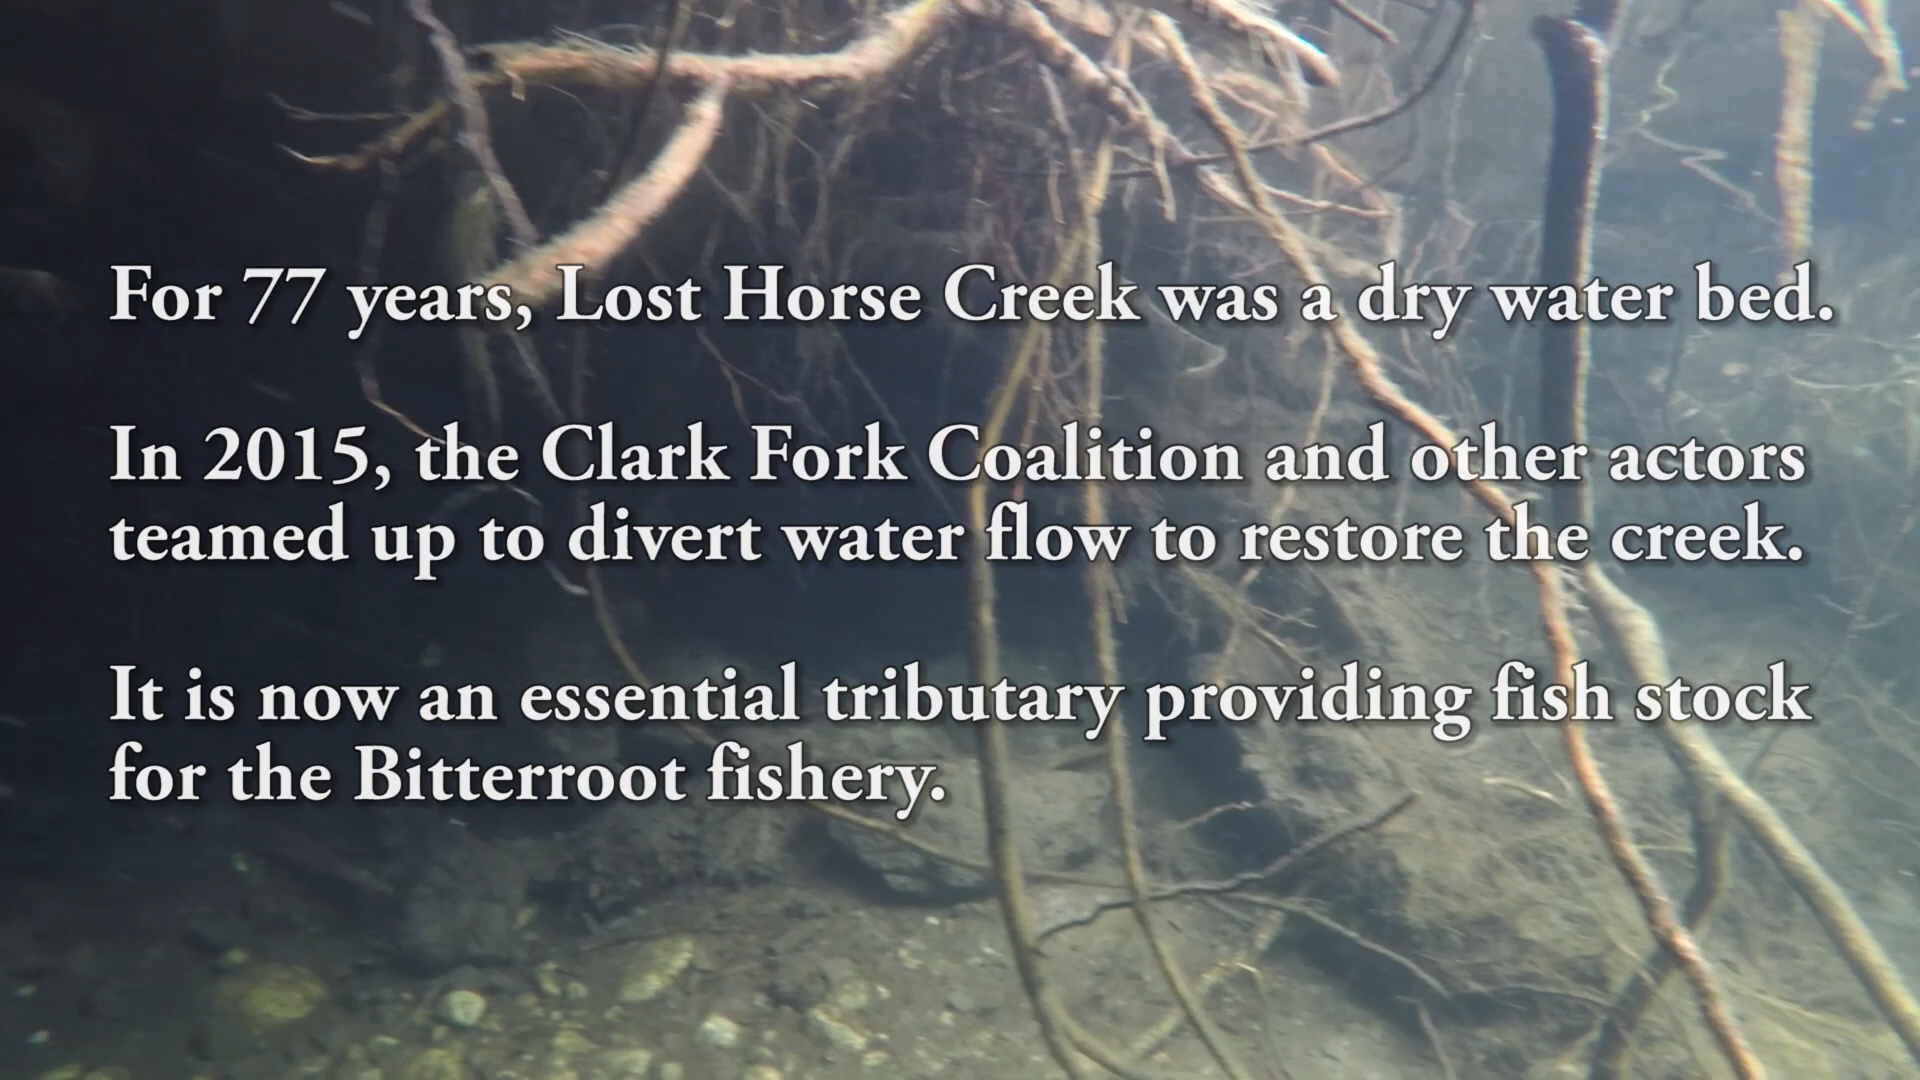 For 77 years, Lost Horse Creek was a dry water bed.
In 2015, the Clark Fork Coalition and other actors
teamed up to divert water flow to restore the creek.
It is now an essential tributary providing fish stock
for the Bitterroot fishery.